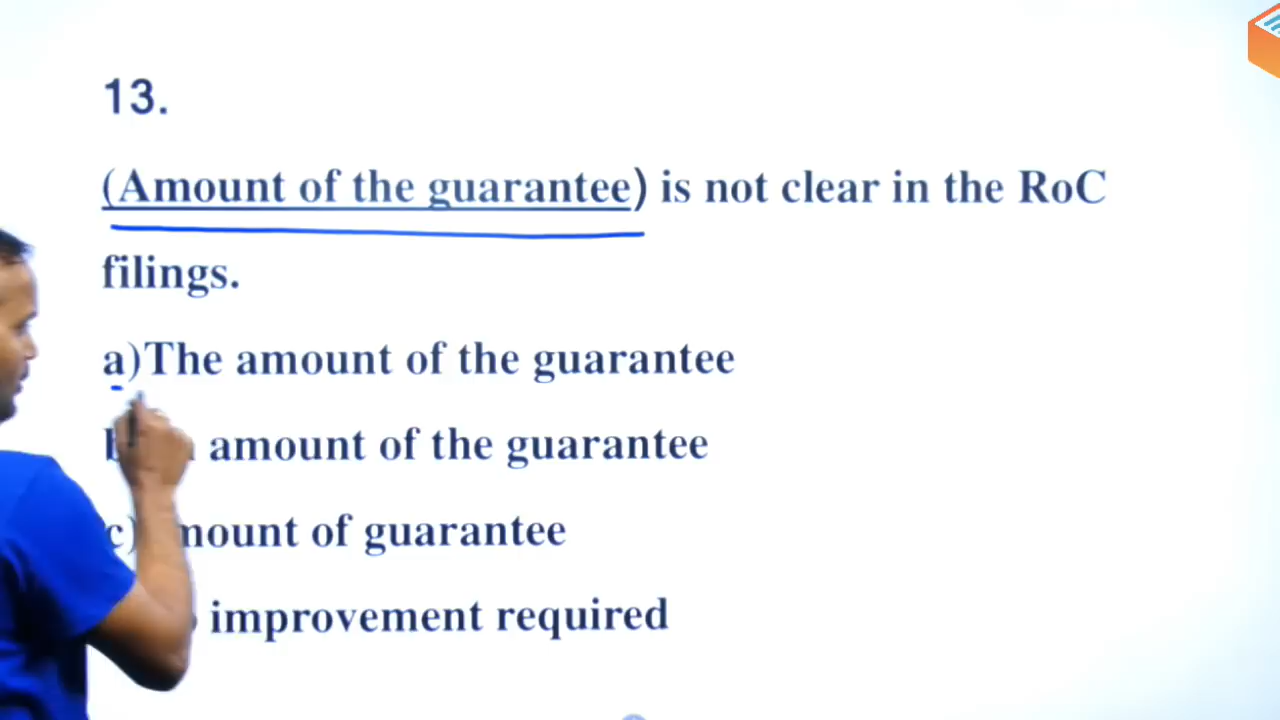 13.
(Amount of the guarantee) is not clear in the RoC
filings.
a)The amount of the guarantee
amount of the guarantee
c) mount of guarantee
improvement required